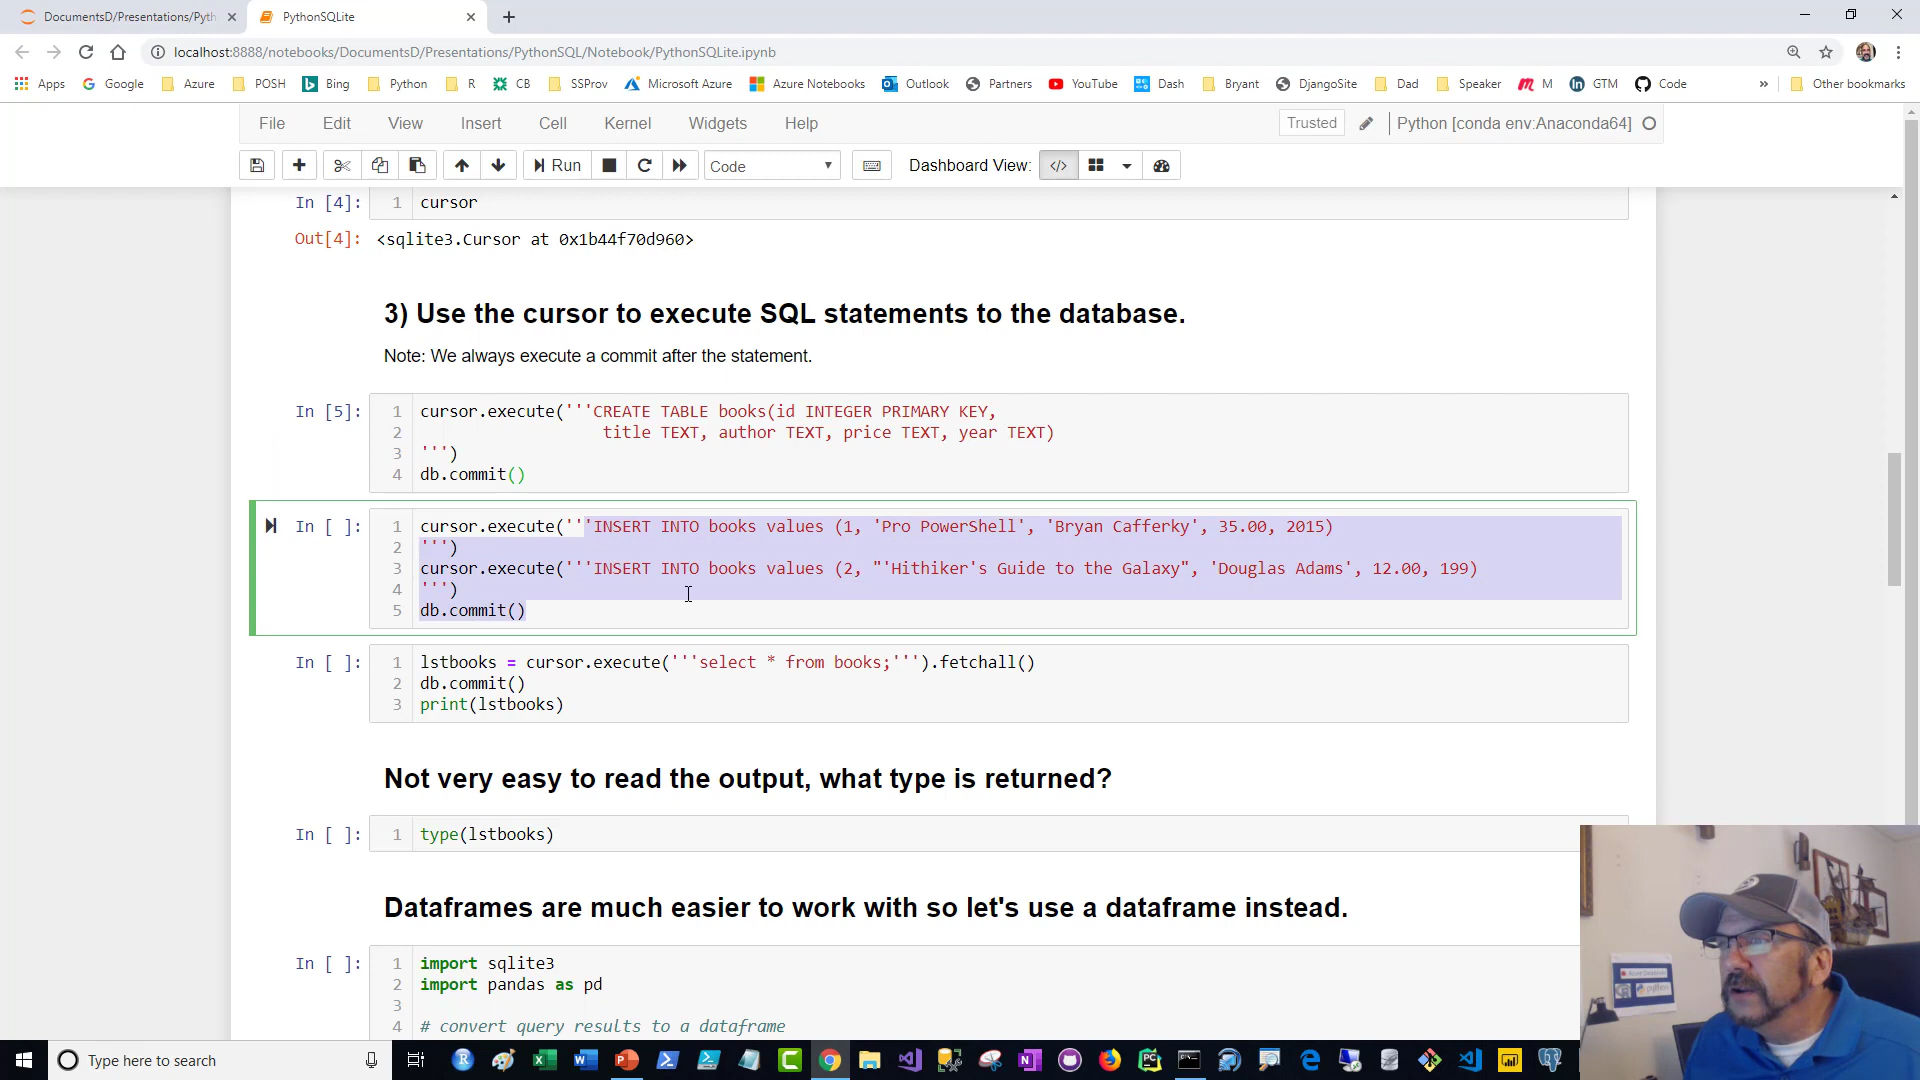 DocumentsD/Presentations/Pyth
PythonSQLite
localhost:8888/notebooks/DocumentsD/Presentations/PythonSQL/Notebook/PythonSQLite.ipynb
Apps Google Azure POSH Bing Python R CB SSProv Microsoft Azure Azure Notebooks Outlook Partners YouTube Dash Bryant DjangoSite Dad Speaker M GTM Code » Other bookmarks
File Edit View Insert Cell Kernel Widgets Help Trusted Python [conda env:Anaconda64]
Run Code Dashboard View: </>
In [4]: 1 cursor
Out[4]: <sqlite3.Cursor at 0x1b44f70d960>
3) Use the cursor to execute SQL statements to the database.
Note: We always execute a commit after the statement.
In [5]: 1 cursor.execute('''CREATE TABLE books(id INTEGER PRIMARY KEY,
2 title TEXT, author TEXT, price TEXT, year TEXT)
3 ''')
4 db.commit()
In [ ]: 1 cursor.execute('''INSERT INTO books values (1, 'Pro PowerShell', 'Bryan Cafferky', 35.00, 2015)
2 ''')
3 cursor.execute('''INSERT INTO books values (2, "'Hithiker's Guide to the Galaxy", 'Douglas Adams', 12.00, 199)
4 ''')
5 db.commit()
In [ ]: 1 lstbooks = cursor.execute('''select * from books;''').fetchall()
2 db.commit()
3 print(lstbooks)
Not very easy to read the output, what type is returned?
In [ ]: 1 type(lstbooks)
Dataframes are much easier to work with so let's use a dataframe instead.
In [ ]: 1 import sqlite3
2 import pandas as pd
3
4 # convert query results to a dataframe
Type here to search